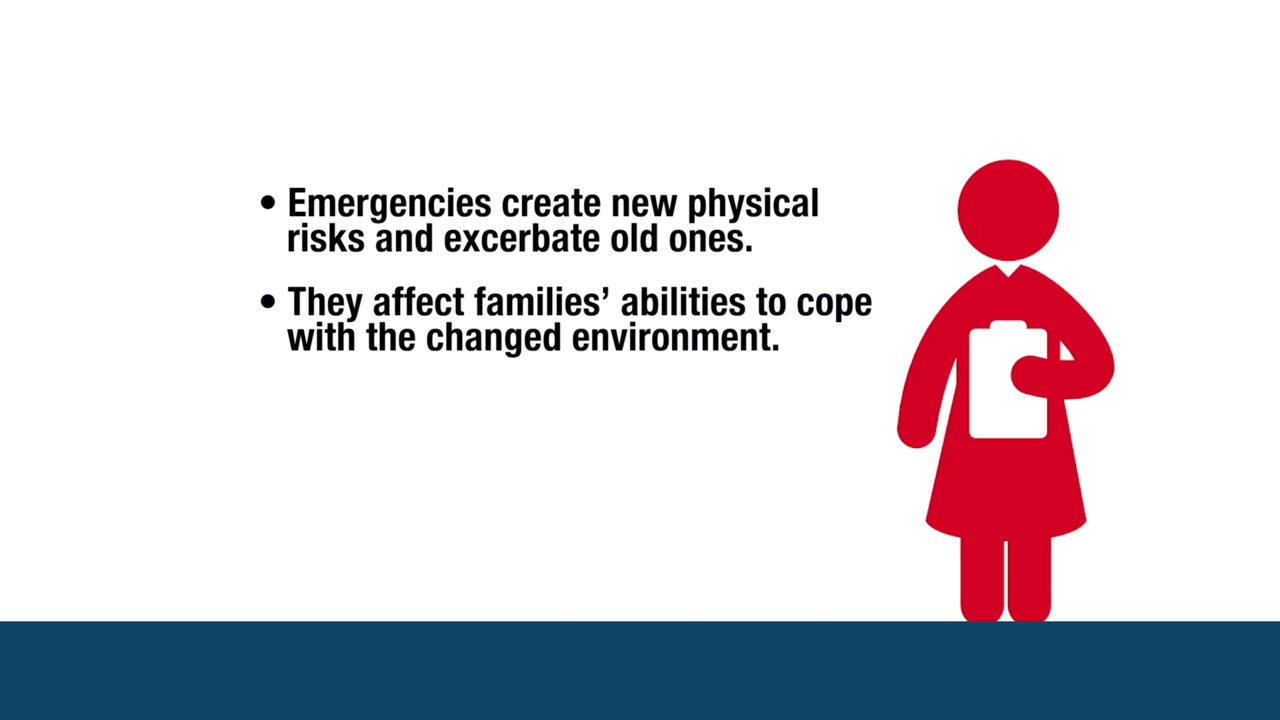 • Emergencies create new physical
risks and excerbate old ones.
• They affect families’ abilities to cope
with the changed environment.